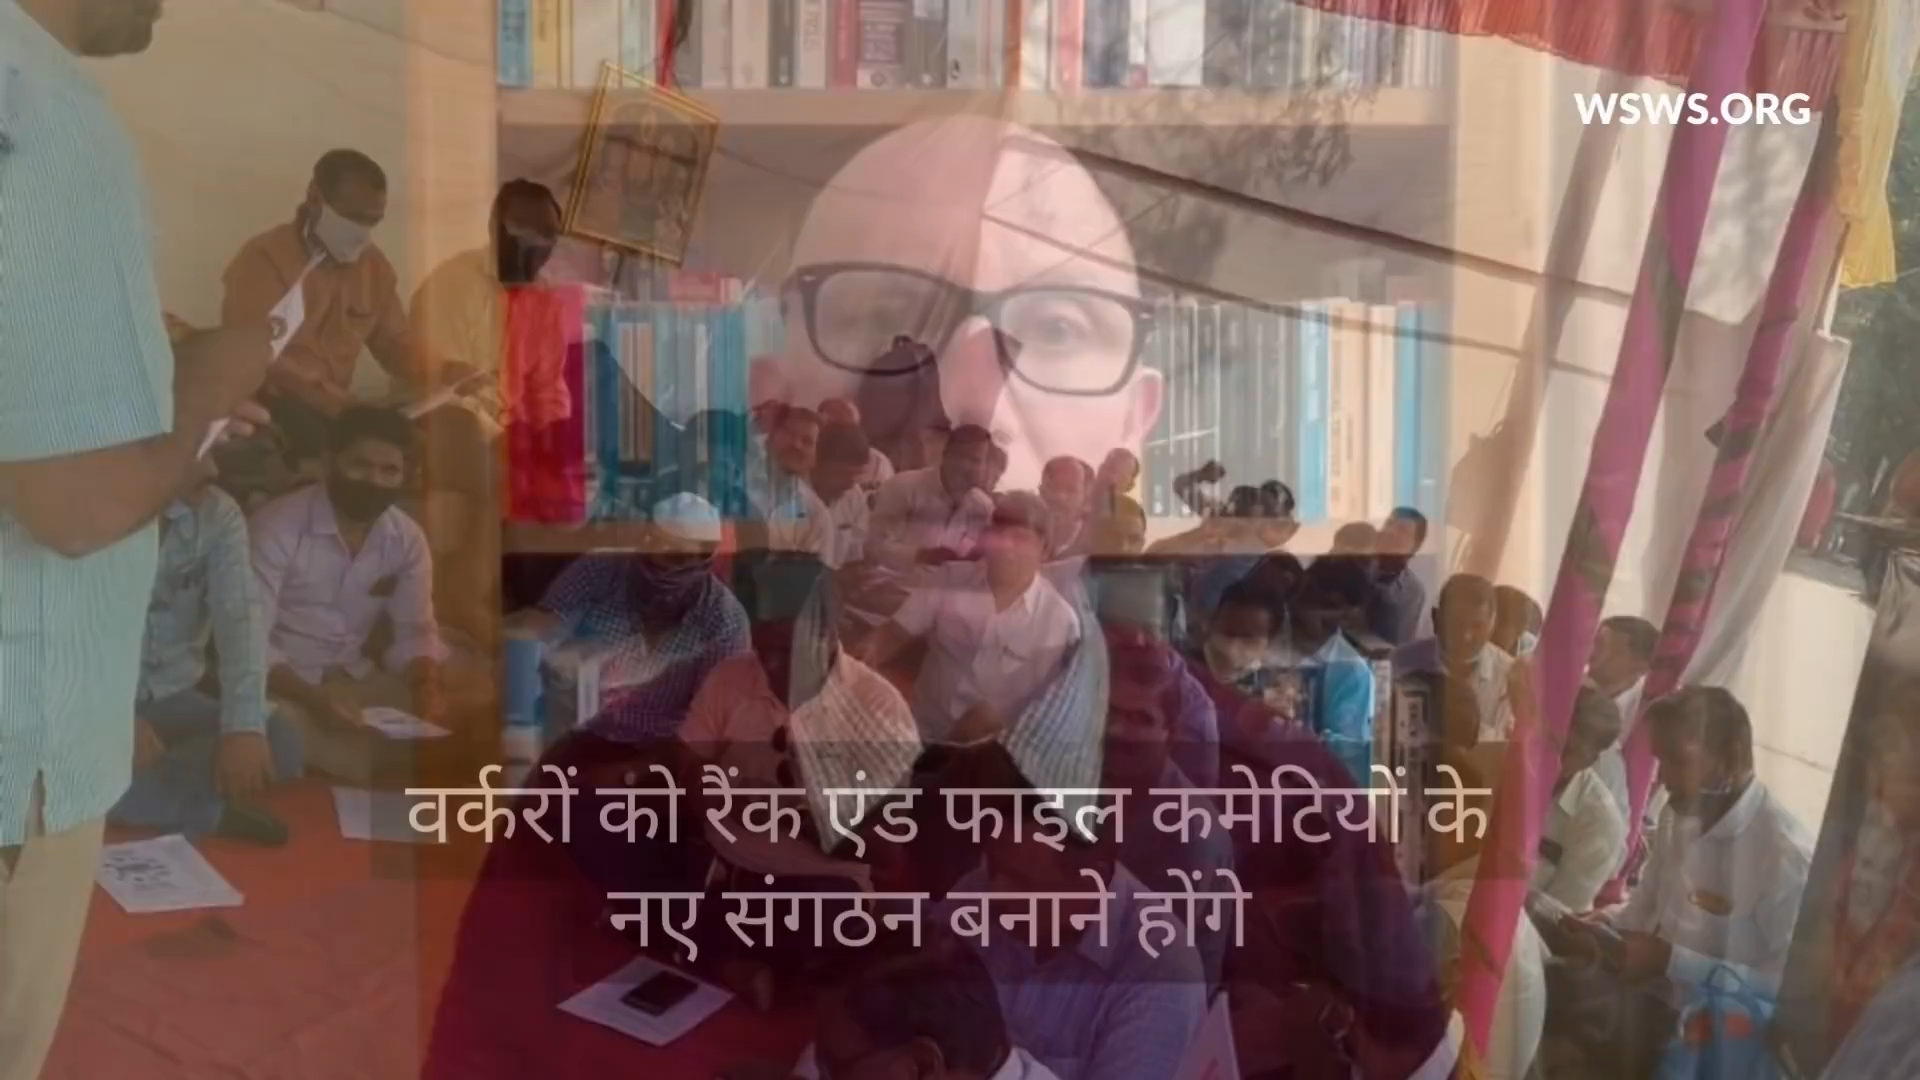 WSWS.ORG
वर्करों को रैंक एंड फाइल कमेटियों के
नए संगठन बनाने होंगे